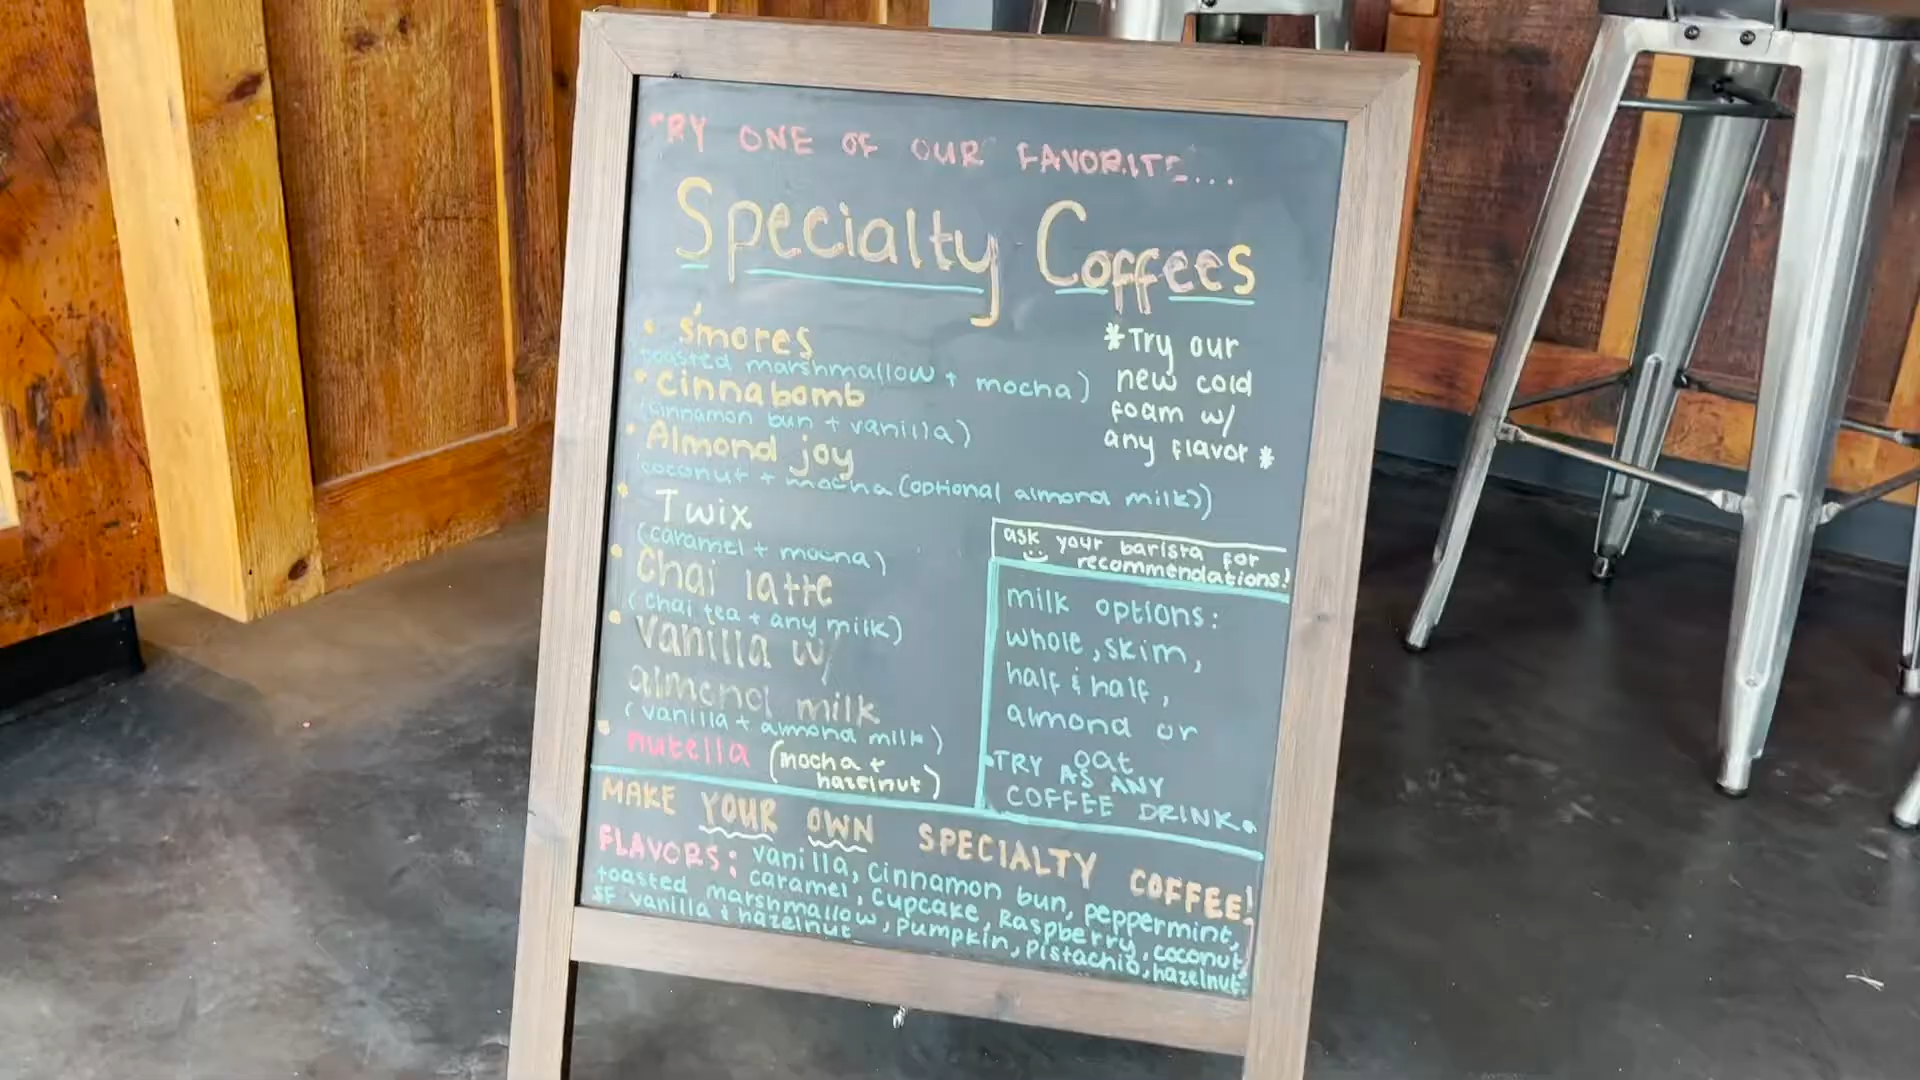 TRY ONE OF OUR FAVORITE...
Specialty Coffees
• s'mores
toasted marshmallow + mocha)
• cinnabomb
(cinnamon bun + vanilla)
• Almond joy
coconut + mocha (optional almond milk))
• Twix
(caramel + mocha)
• Chai latte
(chai tea + any milk)
• vanilla w/
almond milk
(vanilla + almond milk)
• nutella (mocha +
hazelnut)
*Try our
new cold
foam w/
any flavor*
ask your barista for
recommendations!
milk options:
whole, skim,
half & half,
almond or
oat
•TRY AS ANY
COFFEE DRINK•
MAKE YOUR OWN SPECIALTY COFFEE!
FLAVORS: vanilla, cinnamon bun, peppermint,
toasted marshmallow, caramel, cupcake, Raspberry, coconut,
SF vanilla & hazelnut, Pumpkin, Pistachio, hazelnut.